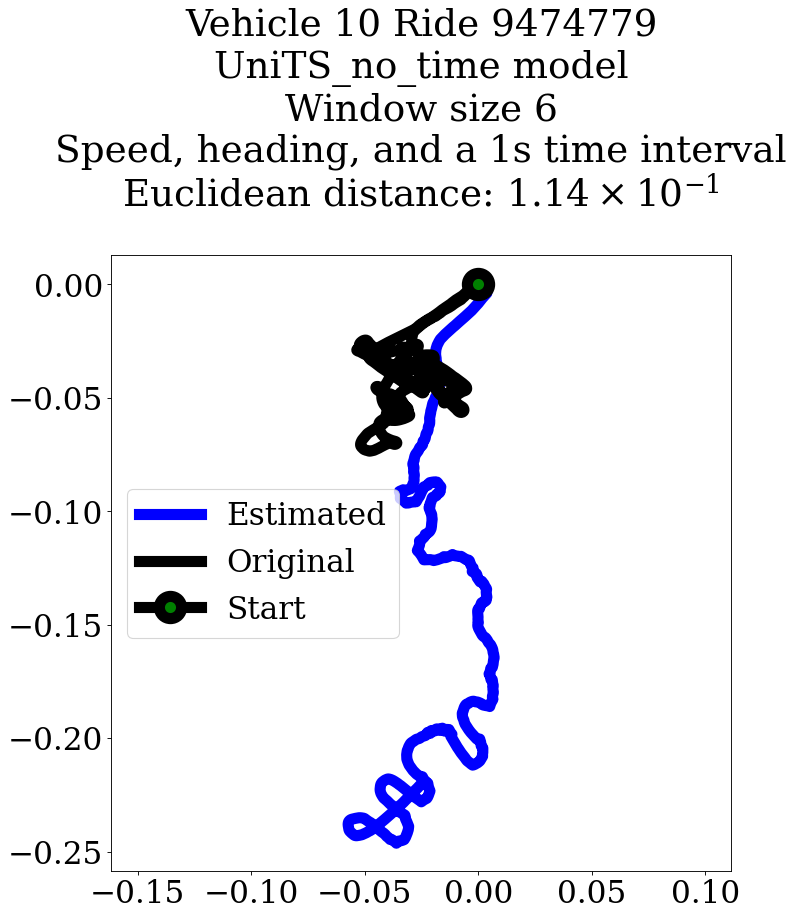 Vehicle 10 Ride 9474779
UniTS_no_time model
Window size 6
Speed, heading, and a 1s time interval
Euclidean distance: 1.14 × 10⁻¹
0.00
−0.05
−0.10
−0.15
−0.20
−0.25
Estimated
Original
Start
−0.15 −0.10 −0.05 0.00 0.05 0.10